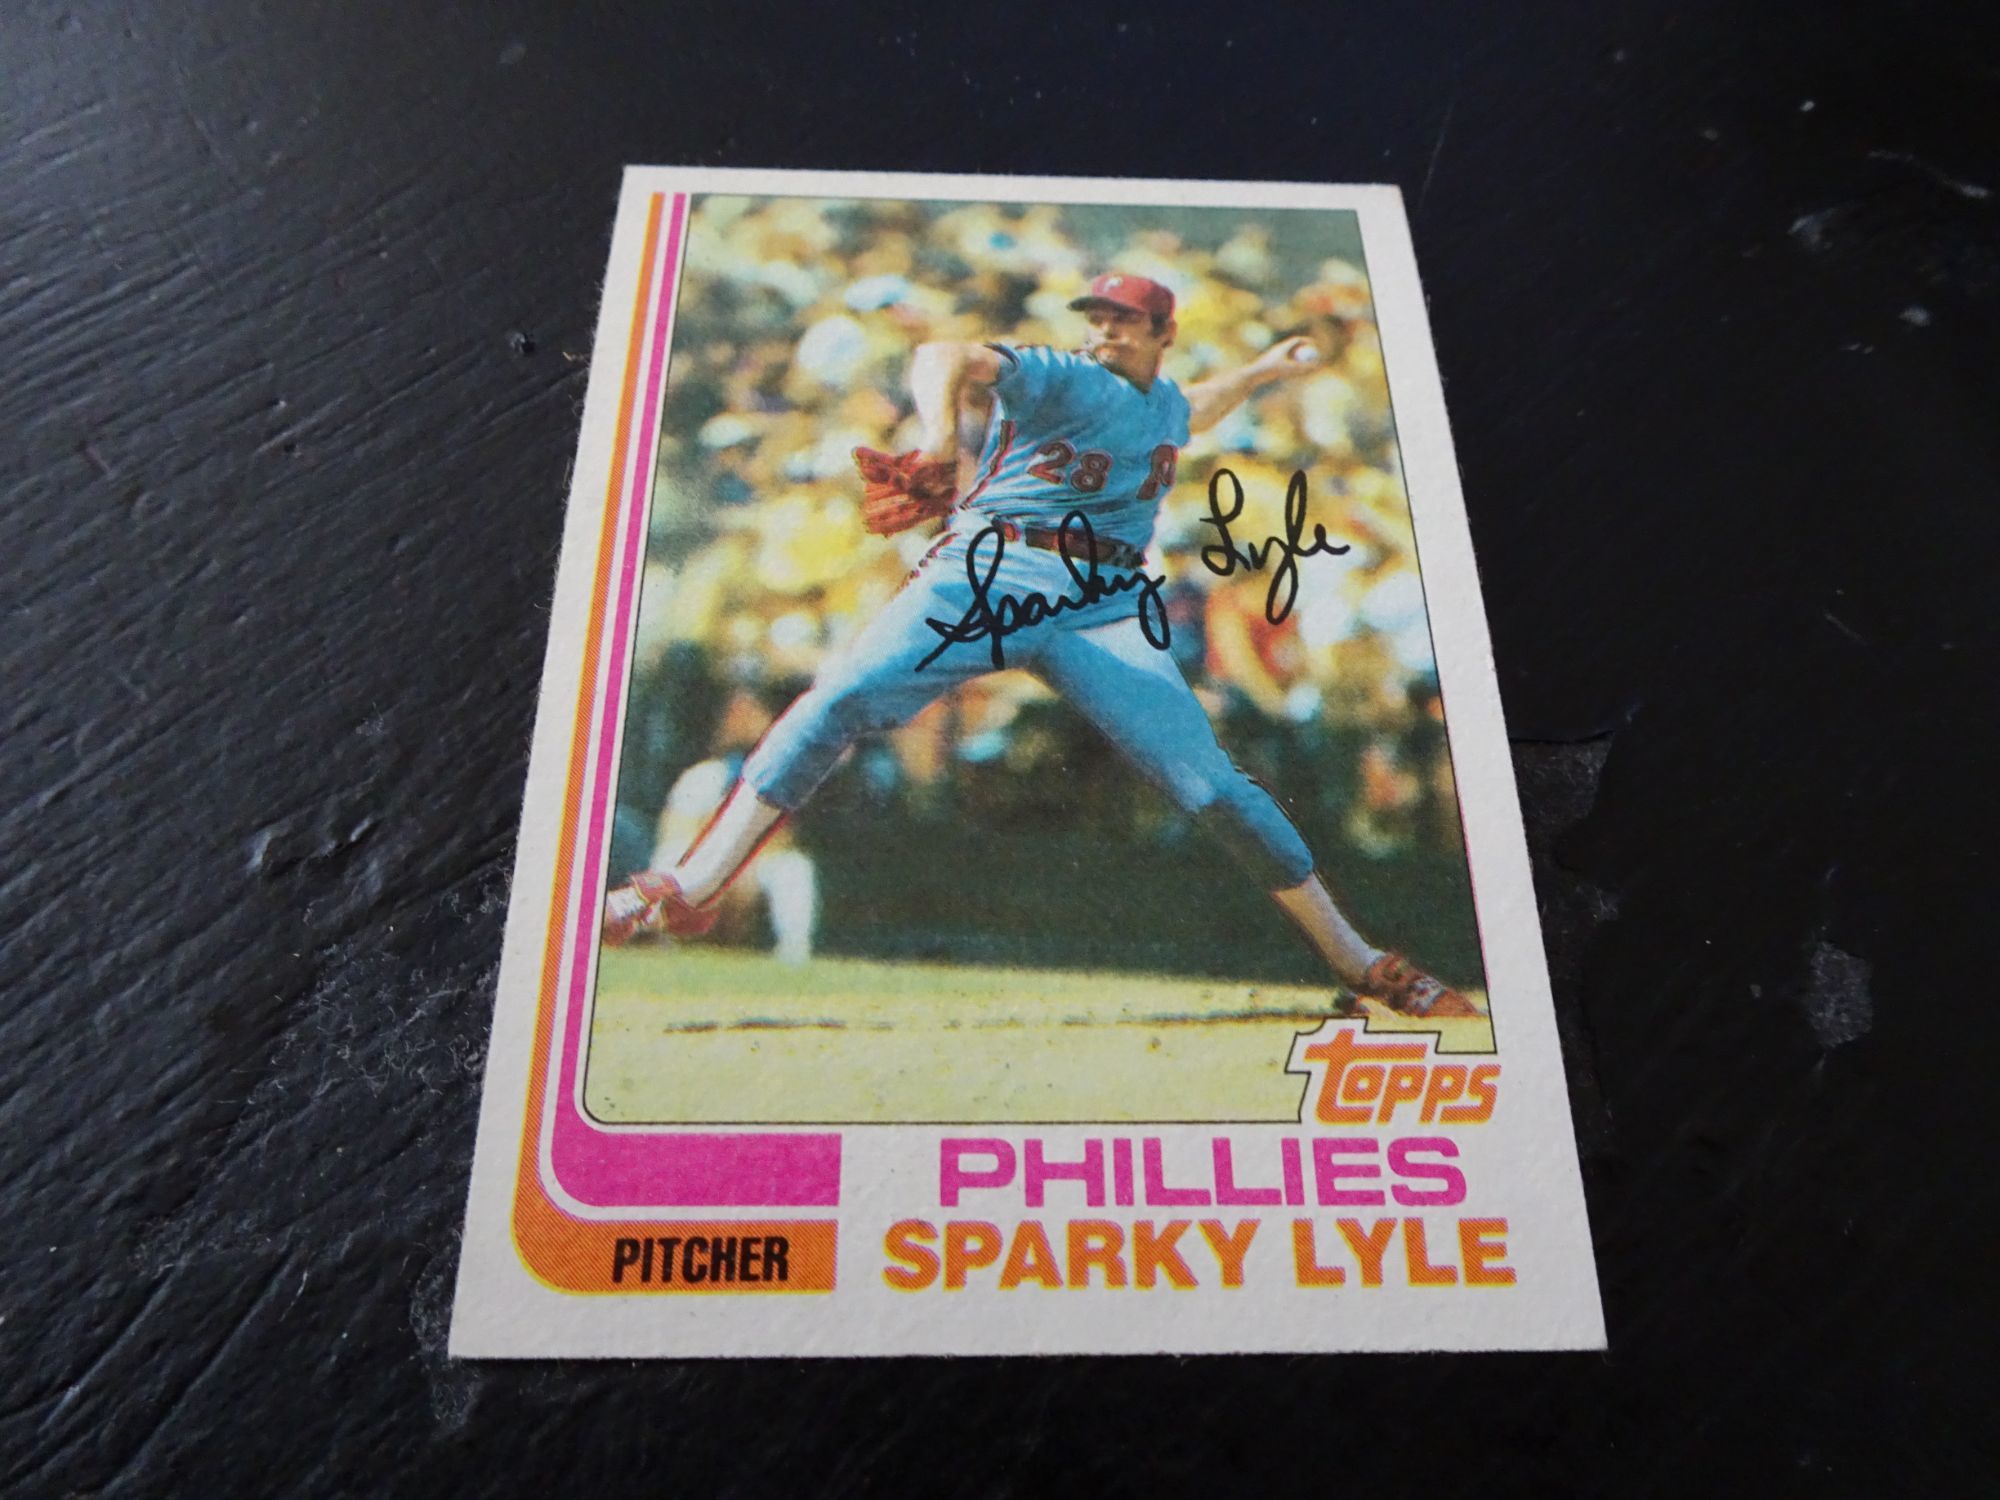 28 P
Sparky Lyle
topps
PHILLIES
PITCHER SPARKY LYLE